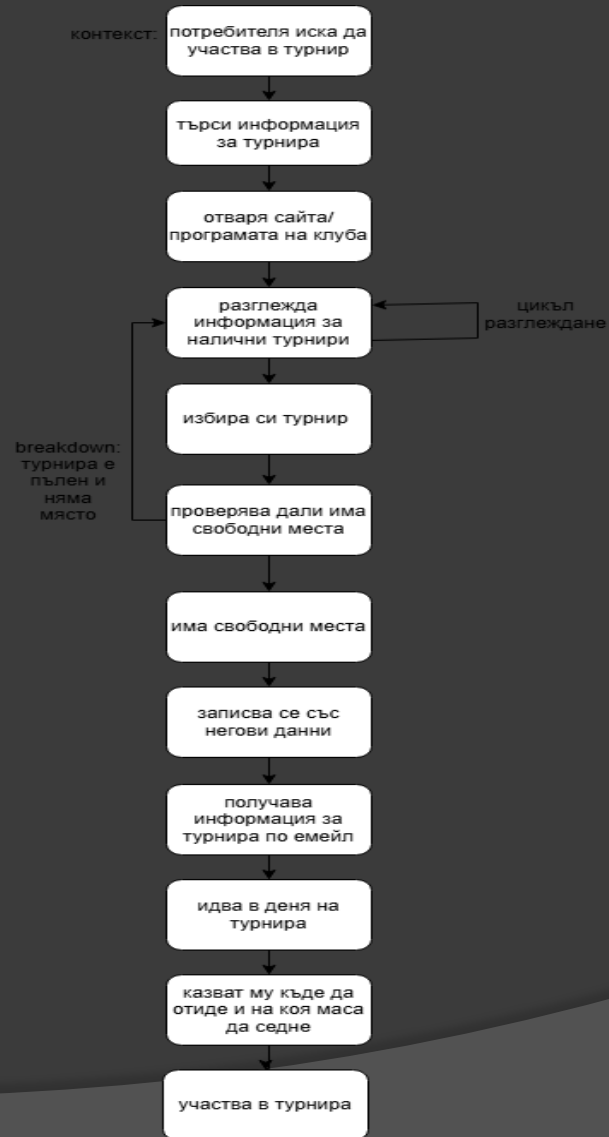 контекст:
потребителя иска да
участва в турнир
търси информация
за турнира
отваря сайта/
програмата на клуба
разглежда
информация за
налични турнири
цикъл
разглеждане
избира си турнир
breakdown:
турнира е
пълен и
няма
място
проверява дали има
свободни места
има свободни места
записва се със
негови данни
получава
информация за
турнира по емейл
идва в деня на
турнира
казват му къде да
отиде и на коя маса
да седне
участва в турнира